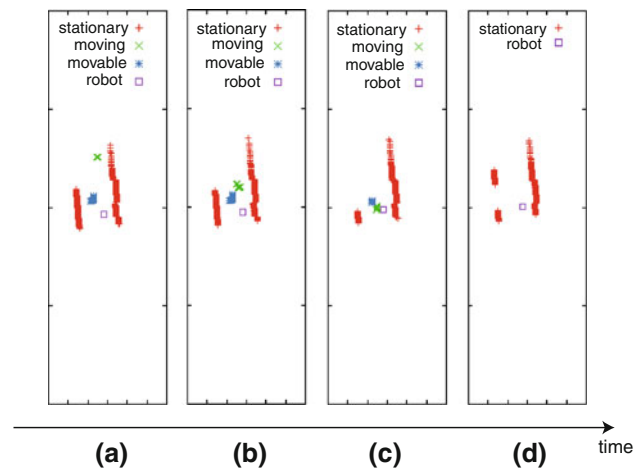 stationary
moving
movable
robot
stationary
moving
movable
robot
stationary
moving
movable
robot
stationary
robot
time
(a)
(b)
(c)
(d)